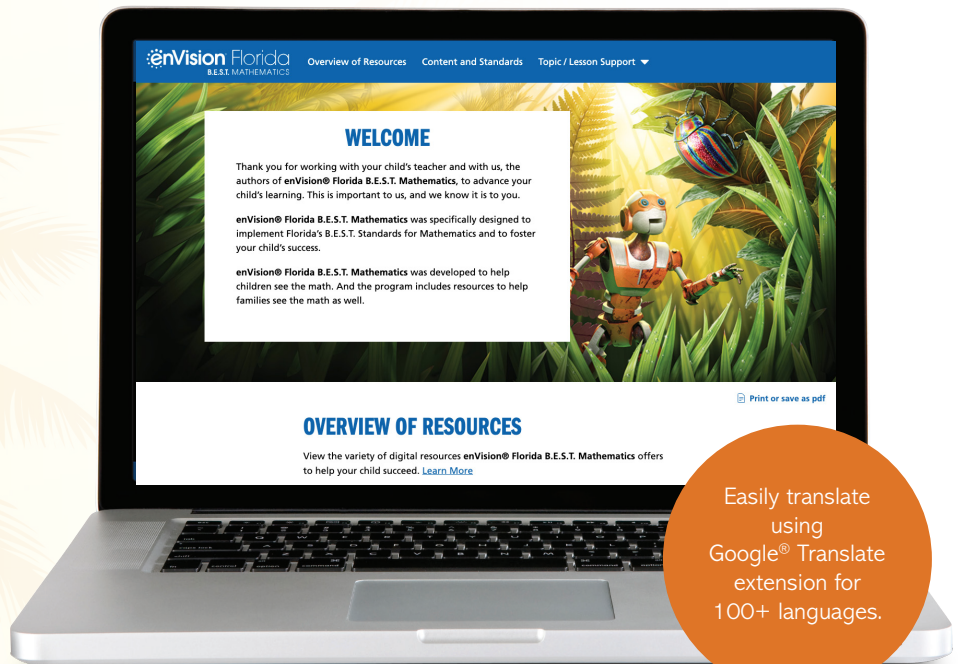 enVision Florida
B.E.S.T. MATHEMATICS
Overview of Resources Content and Standards Topic / Lesson Support
WELCOME
Thank you for working with your child's teacher and with us, the
authors of enVision® Florida B.E.S.T. Mathematics, to advance your
child's learning. This is important to us, and we know it is to you.
enVision® Florida B.E.S.T. Mathematics was specifically designed to
implement Florida's B.E.S.T. Standards for Mathematics and to foster
your child's success.
enVision® Florida B.E.S.T. Mathematics was developed to help
children see the math. And the program includes resources to help
families see the math as well.
Print or save as pdf
OVERVIEW OF RESOURCES
View the variety of digital resources enVision® Florida B.E.S.T. Mathematics offers
to help your child succeed. Learn More
Easily translate
using
Google® Translate
extension for
100+ languages.